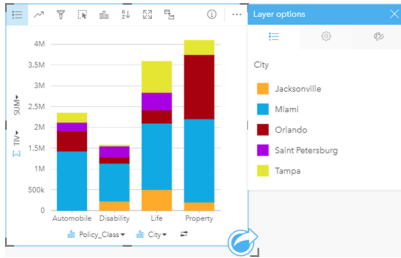 Layer options
City
Jacksonville
Miami
Orlando
Saint Petersburg
Tampa
4M
3.5M
3M
2.5M
2M
1.5M
1M
500k
0
SUM
Σ TIV
Automobile Disability Life Property
Policy_Class City